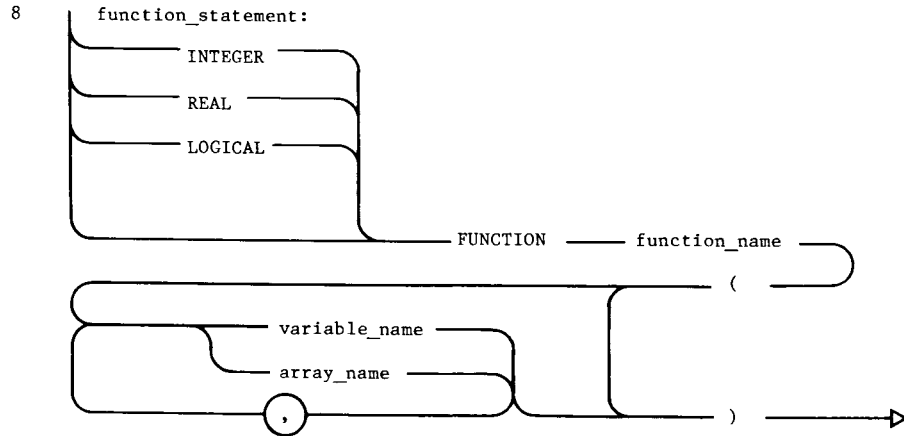 8 function_statement:
INTEGER
REAL
LOGICAL
FUNCTION function_name
(
variable_name
array_name
,
)